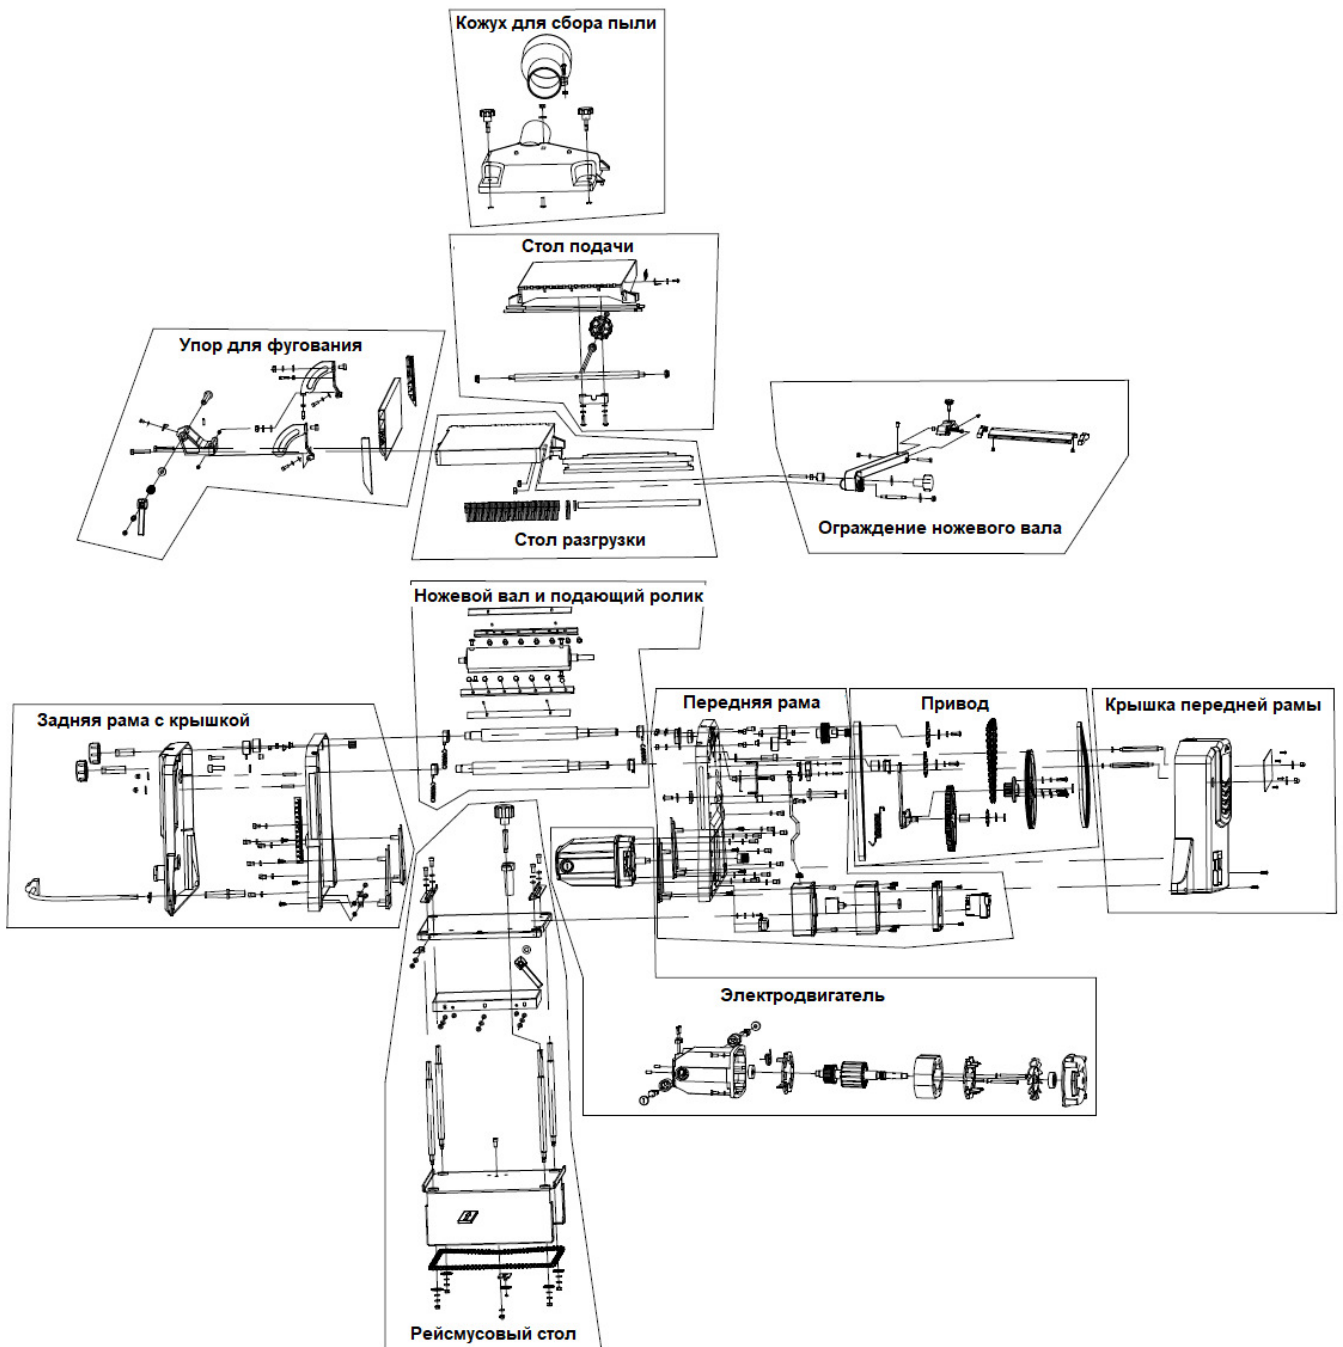 Кожух для сбора пыли
Стол подачи
Упор для фугования
Стол разгрузки
Ограждение ножевого вала
Ножевой вал и подающий ролик
Задняя рама с крышкой
Передняя рама
Привод
Крышка передней рамы
Электродвигатель
Рейсмусовый стол